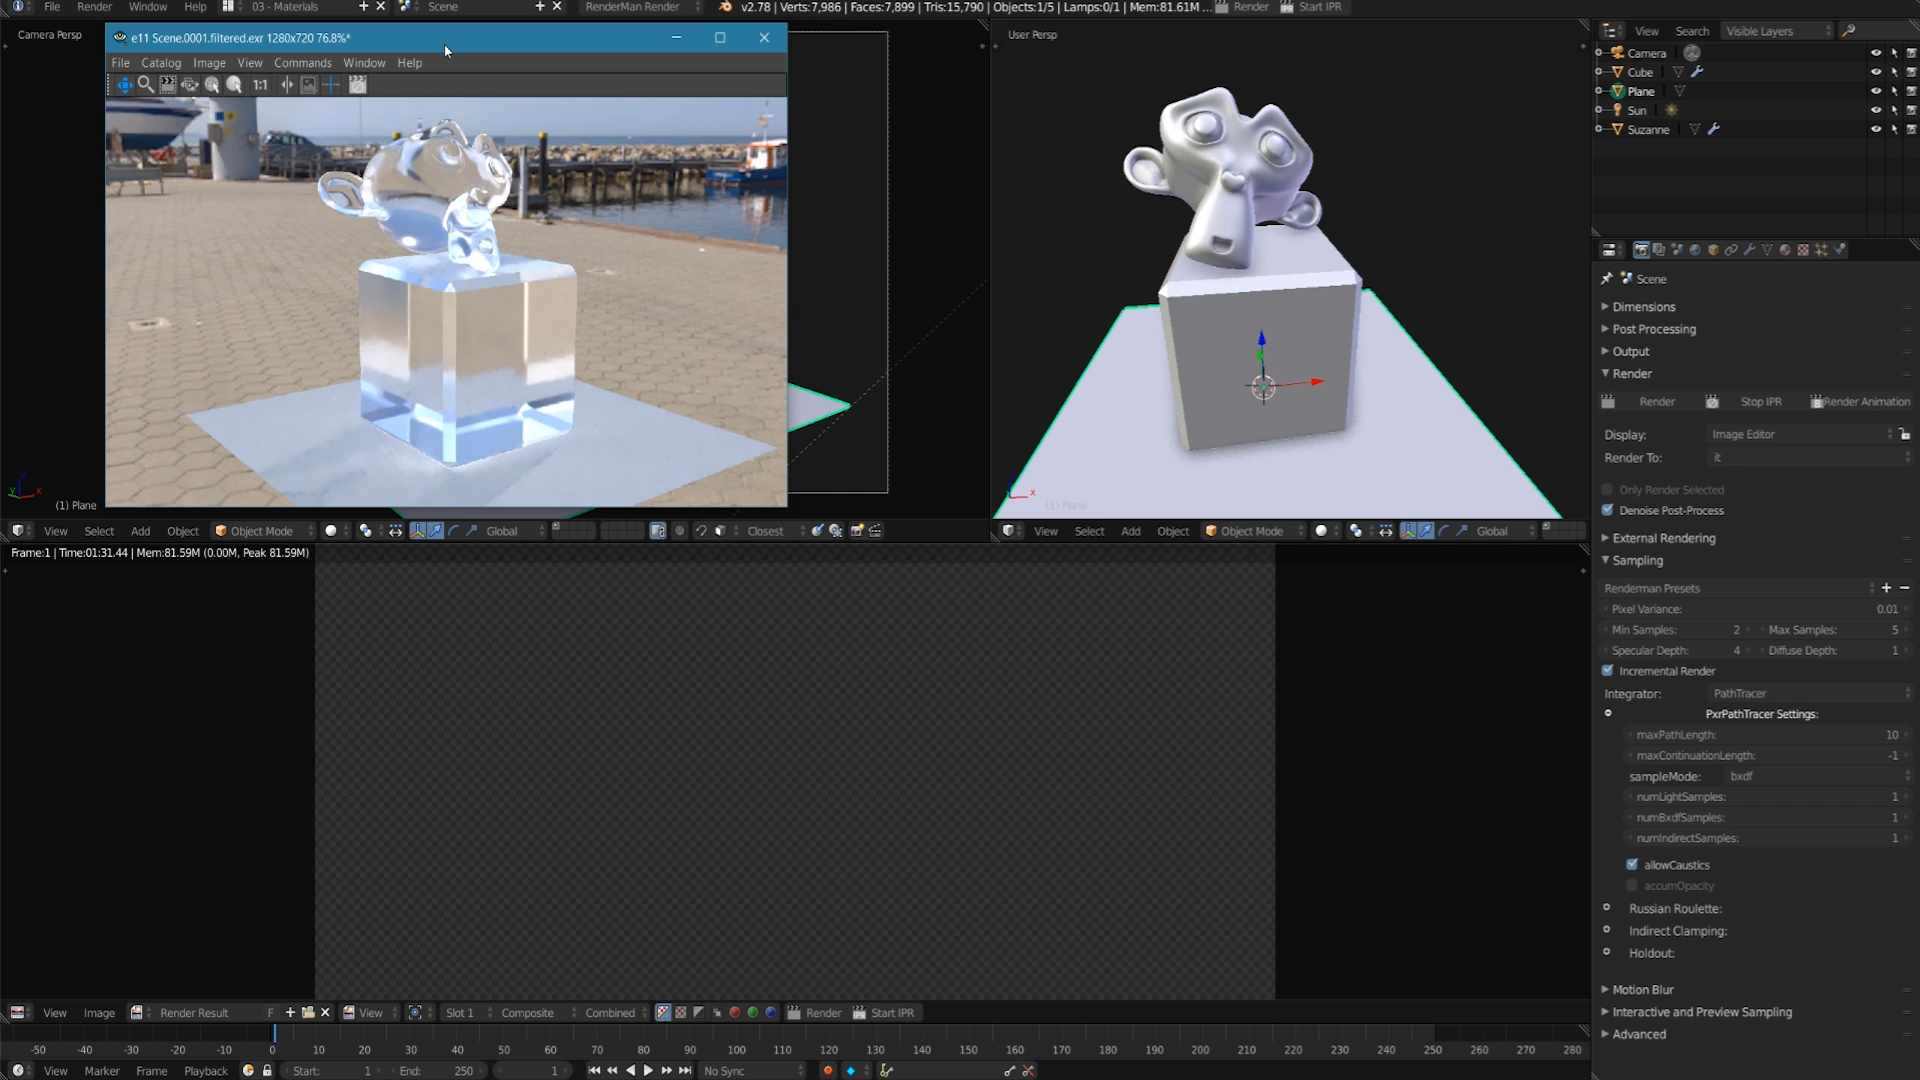 File Render Window Help 03 - Materials Scene RenderMan Render v2.78 | Verts:7,986 | Faces:7,899 | Tris:15,790 | Objects:1/5 | Lamps:0/1 | Mem:81.61M ... Render Start IPR
Camera Persp
e11 Scene.0001.filtered.exr 1280x720 76.8%*
File Catalog Image View Commands Window Help
1:1
(1) Plane
User Persp
(1) Plane
View Search Visible Layers
Camera
Cube
Plane
Sun
Suzanne
Scene
Dimensions
Post Processing
Output
Render
Render Stop IPR Render Animation
Display: Image Editor
Render To: it
Only Render Selected
Denoise Post-Process
External Rendering
Sampling
Renderman Presets
Pixel Variance: 0.01
Min Samples: 2 Max Samples: 5
Specular Depth: 4 Diffuse Depth: 1
Incremental Render
Integrator: PathTracer
PxrPathTracer Settings:
maxPathLength: 10
maxContinuationLength: -1
sampleMode: bxdf
numLightSamples: 1
numBxdfSamples: 1
numIndirectSamples: 1
allowCaustics
accumOpacity
Russian Roulette:
Indirect Clamping:
Holdout:
Motion Blur
Interactive and Preview Sampling
Advanced
View Select Add Object Object Mode Global Closest
View Select Add Object Object Mode Global
Frame:1 | Time:01:31.44 | Mem:81.59M (0.00M, Peak 81.59M)
View Image Render Result F View Slot 1 Composite Combined Render Start IPR
-50 -40 -30 -20 -10 0 10 20 30 40 50 60 70 80 90 100 110 120 130 140 150 160 170 180 190 200 210 220 230 240 250 260 270 280
View Marker Frame Playback Start: 1 End: 250 1 No Sync